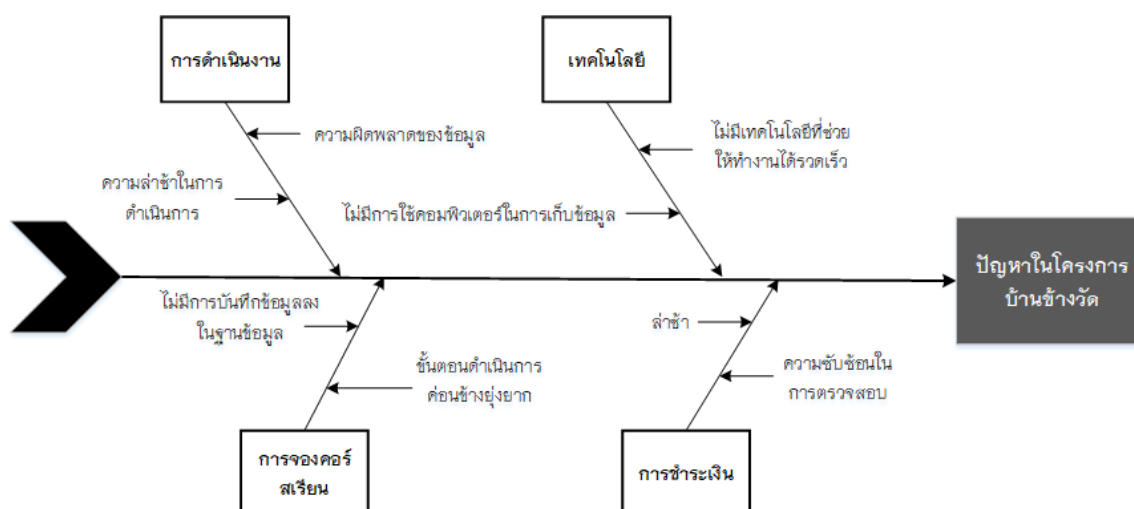 การดำเนินงาน
เทคโนโลยี
ความผิดพลาดของข้อมูล
ไม่มีเทคโนโลยีที่ช่วย
ให้ทำงานได้รวดเร็ว
ความล่าช้าในการ
ดำเนินการ
ไม่มีการใช้คอมพิวเตอร์ในการเก็บข้อมูล
ปัญหาในโครงการ
บ้านข้างวัด
ไม่มีการบันทึกข้อมูลลง
ในฐานข้อมูล
ล่าช้า
ขั้นตอนดำเนินการ
ค่อนข้างยุ่งยาก
ความซับซ้อนใน
การตรวจสอบ
การจองคอร์
สเรียน
การชำระเงิน